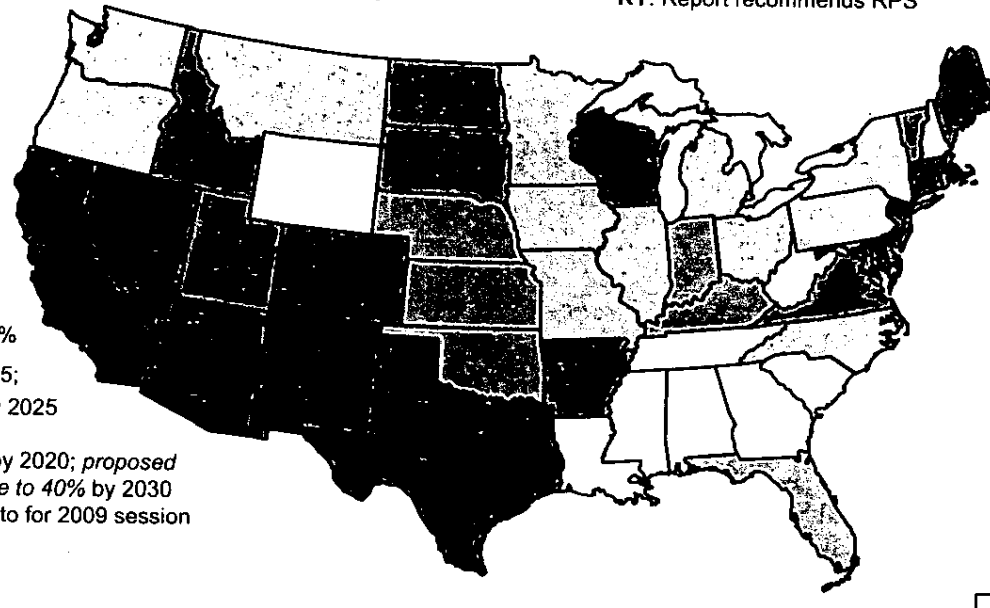 KY: Report recommends RPS
%
5;
2025
by 2020; proposed
e to 40% by 2030
to for 2009 session